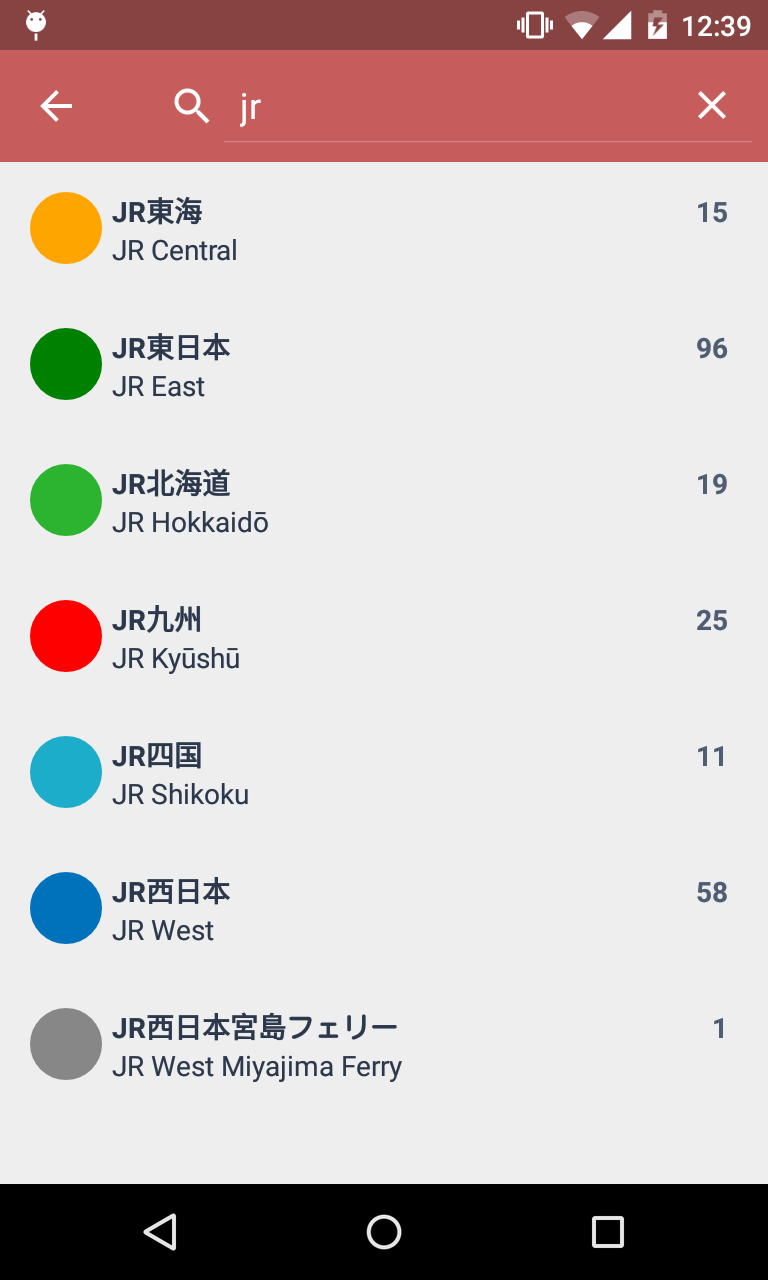 12:39
jr
JR東海 15
JR Central
JR東日本 96
JR East
JR北海道 19
JR Hokkaidō
JR九州 25
JR Kyūshū
JR四国 11
JR Shikoku
JR西日本 58
JR West
JR西日本宮島フェリー 1
JR West Miyajima Ferry